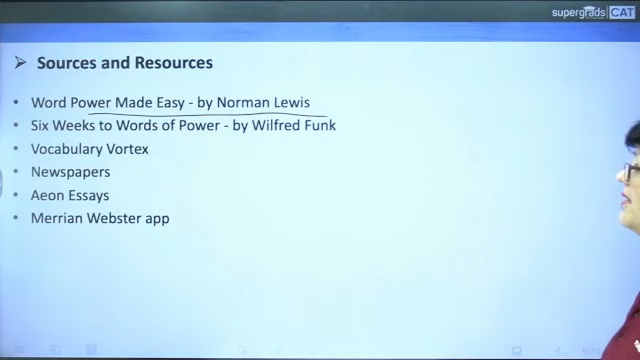 supergrads CAT
Sources and Resources
Word Power Made Easy - by Norman Lewis
Six Weeks to Words of Power - by Wilfred Funk
Vocabulary Vortex
Newspapers
Aeon Essays
Merrian Webster app